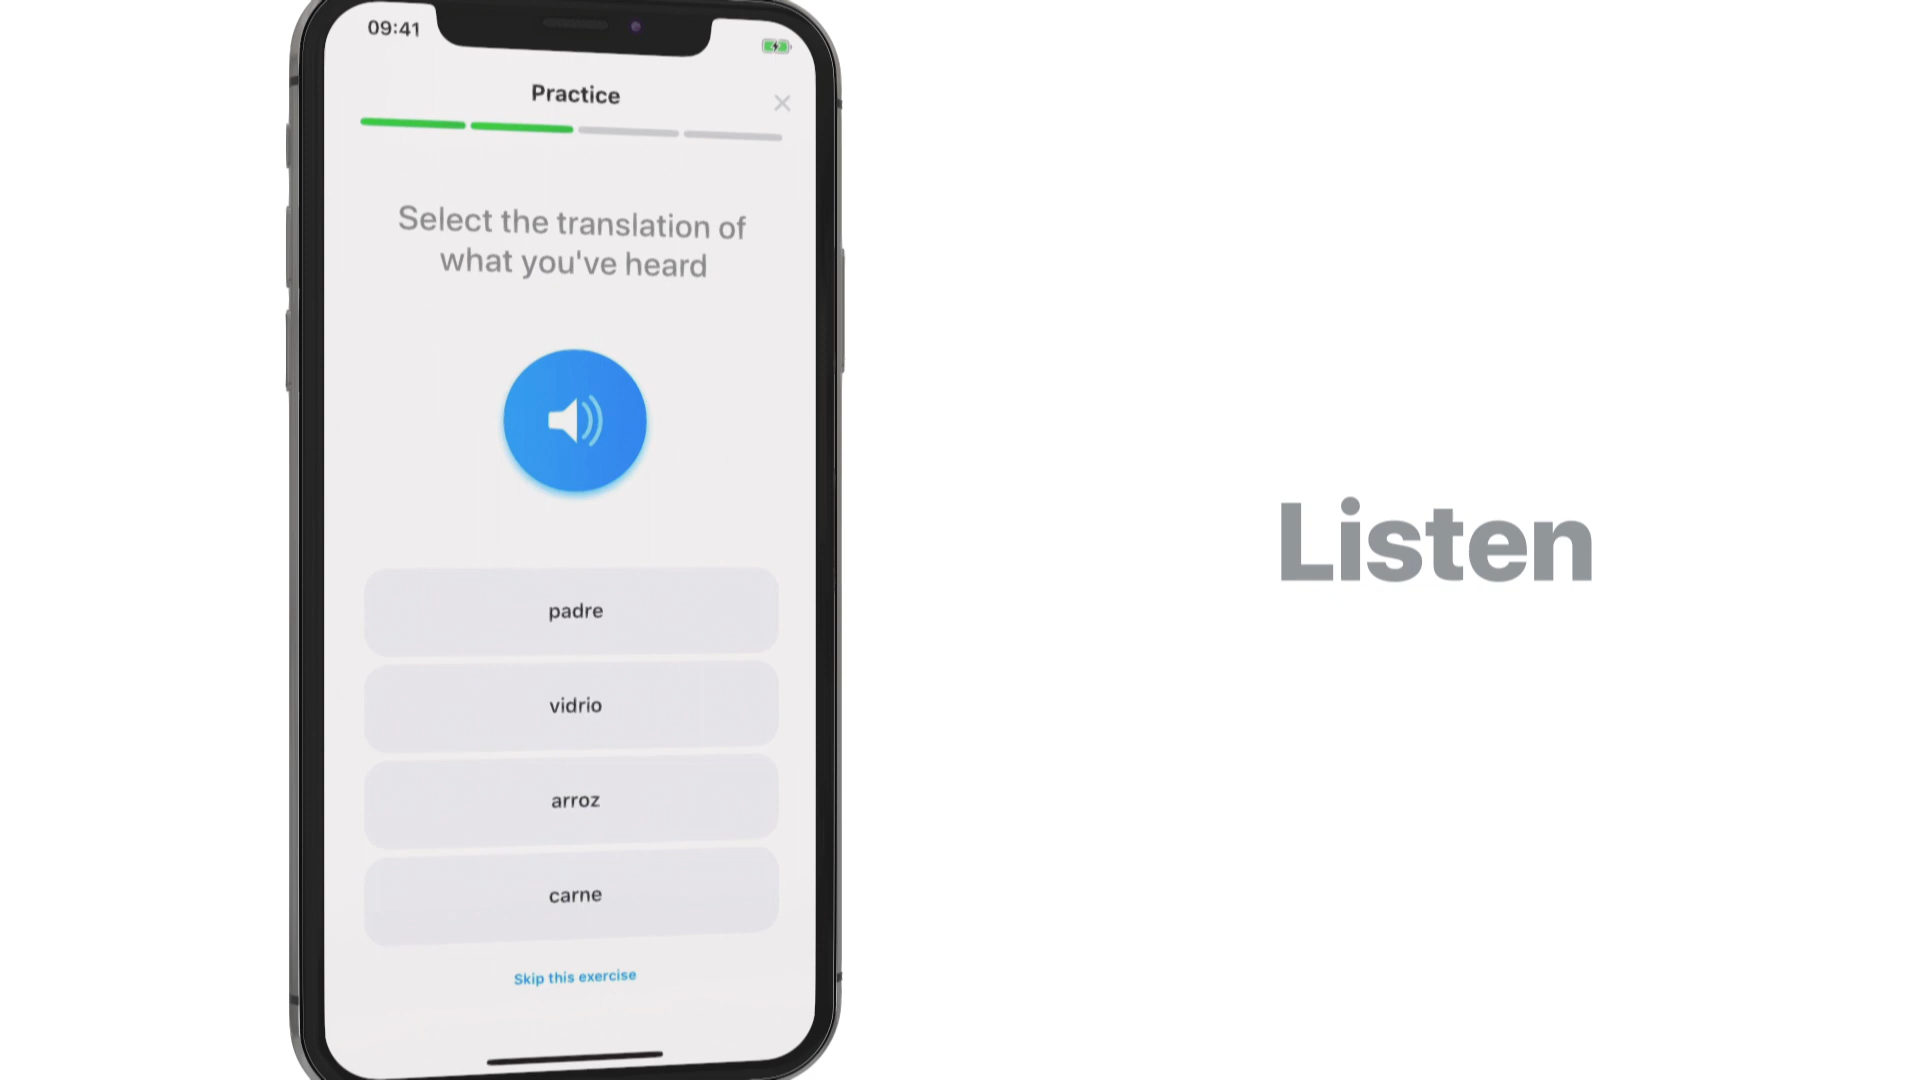 09:41
Practice
Select the translation of
what you've heard
padre
vidrio
arroz
carne
Skip this exercise
Listen